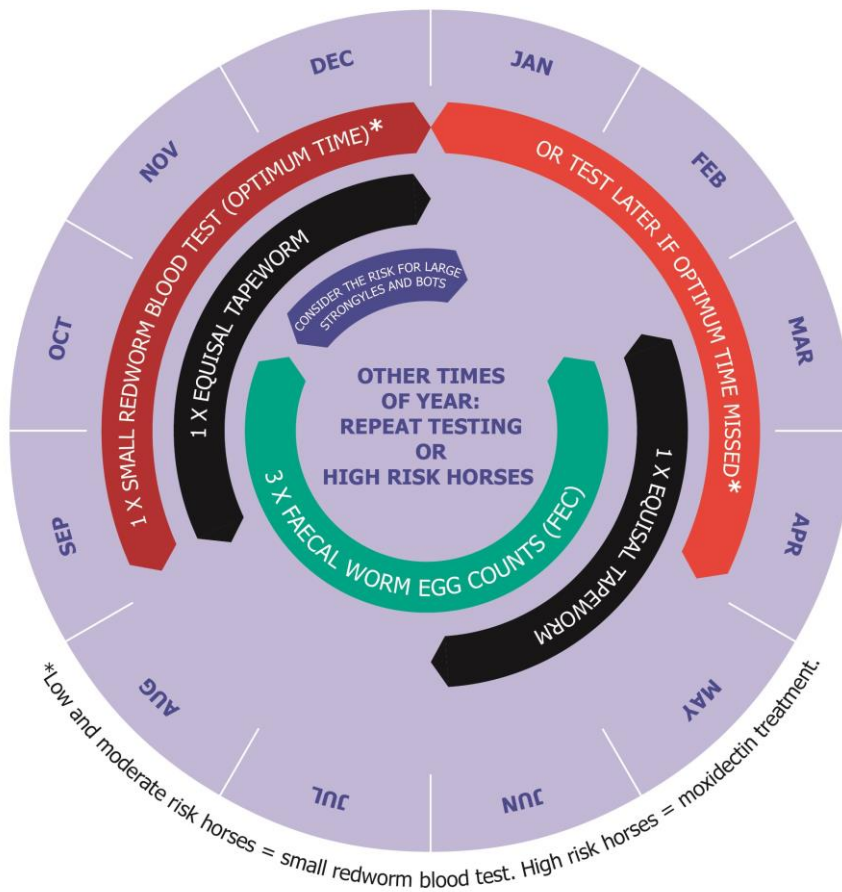 JAN
FEB
MAR
APR
MAY
JUN
JUL
AUG
SEP
OCT
NOV
DEC
1 X SMALL REDWORM BLOOD TEST (OPTIMUM TIME)*
OR TEST LATER IF OPTIMUM TIME MISSED*
1 X EQUISAL TAPEWORM
CONSIDER THE RISK FOR LARGE
STRONGYLES AND BOTS
OTHER TIMES
OF YEAR:
REPEAT TESTING
OR
HIGH RISK HORSES
3 X FAECAL WORM EGG COUNTS (FEC)
1 X EQUISAL TAPEWORM
*Low and moderate risk horses = small redworm blood test. High risk horses = moxidectin treatment.